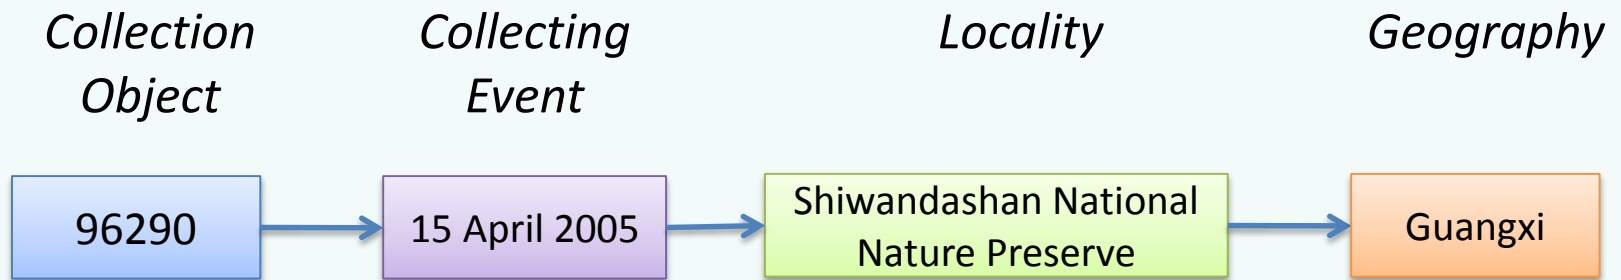 Collection
Object
Collecting
Event
Locality
Geography
96290
15 April 2005
Shiwandashan National
Nature Preserve
Guangxi